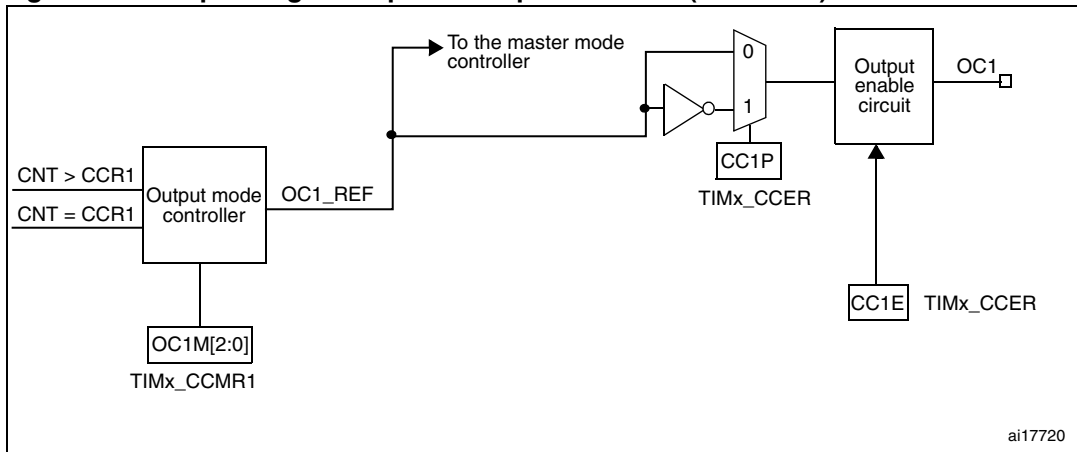 To the master mode
controller
0
1
Output
enable
circuit
OC1
CC1P
TIMx_CCER
CNT > CCR1
CNT = CCR1
Output mode
controller
OC1_REF
CC1E
TIMx_CCER
OC1M[2:0]
TIMx_CCMR1
ai17720